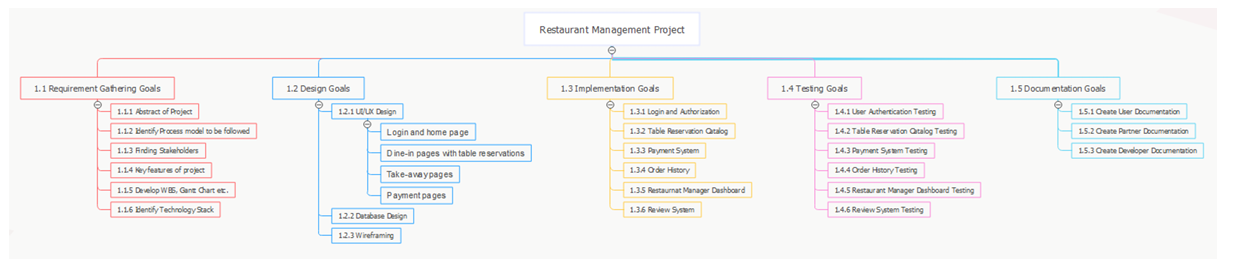 Restaurant Management Project
1.1 Requirement Gathering Goals
1.1.1 Abstract of Project
1.1.2 Identify Process model to be followed
1.1.3 Finding Stakeholders
1.1.4 Key features of project
1.1.5 Develop WBS, Gantt Chart etc.
1.1.6 Identify Technology Stack
1.2 Design Goals
1.2.1 UI/UX Design
Login and home page
Dine-in pages with table reservations
Take-away pages
Payment pages
1.2.2 Database Design
1.2.3 Wireframing
1.3 Implementation Goals
1.3.1 Login and Authorization
1.3.2 Table Reservation Qatalog
1.3.3 Payment System
1.3.4 Order History
1.3.5 Restaurnat Manager Dashboard
1.3.6 Review System
1.4 Testing Goals
1.4.1 User Authentication Testing
1.4.2 Table Reservation Qatalog Testing
1.4.3 Payment System Testing
1.4.4 Order History Testing
1.4.5 Restaurant Manager Dashboard Testing
1.4.6 Review System Testing
1.5 Documentation Goals
1.5.1 Create User Documentation
1.5.2 Create Partner Documentation
1.5.3 Create Developer Documentation